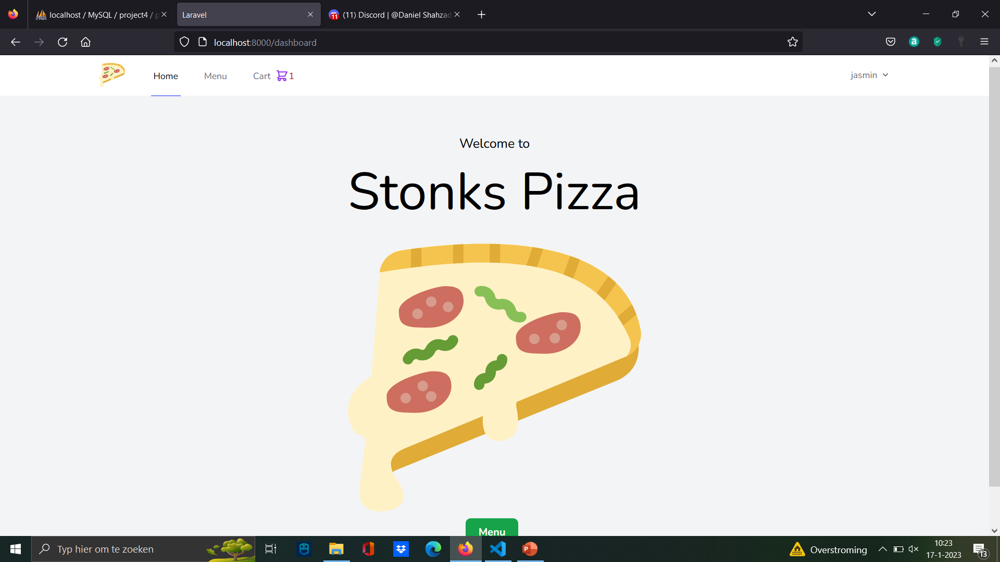 localhost / MySQL / project4 / p
Laravel
(11) Discord | @Daniel Shahzad
localhost:8000/dashboard
Home
Menu
Cart 1
jasmin
Welcome to
Stonks Pizza
Menu
Typ hier om te zoeken
Overstroming
10:23
17-1-2023
13